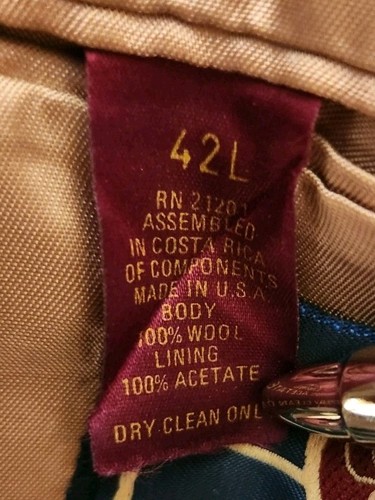 42L
RN 21201
ASSEMBLED
IN COSTA RICA
OF COMPONENTS
MADE IN U.S.A.
BODY
100% WOOL
LINING
100% ACETATE
DRY CLEAN ONL